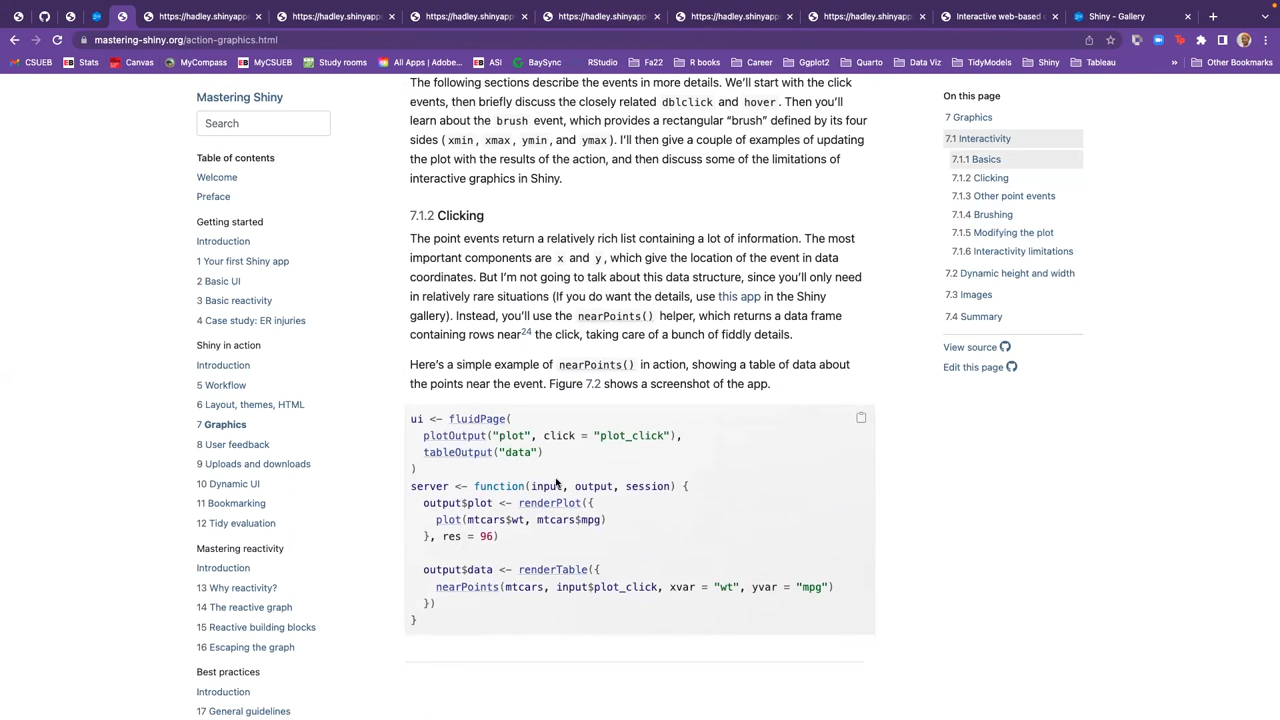 https://hadley.shinyapps
https://hadley.shinyapp
https://hadley.shinyapps
https://hadley.shinyapps
https://hadley.shinyapps
https://hadley.shinyapp
Interactive web-based
Shiny - Gallery
mastering-shiny.org/action-graphics.html
CSUEB
Stats
Canvas
MyCompass
MyCSUEB
Study rooms
All Apps | Adobe...
ASI
BaySync
RStudio
Fa22
R books
Career
Ggplot2
Quarto
Data Viz
TidyModels
Shiny
Tableau
»
Other Bookmarks
Mastering Shiny
Search
Table of contents
Welcome
Preface
Getting started
Introduction
1 Your first Shiny app
2 Basic UI
3 Basic reactivity
4 Case study: ER injuries
Shiny in action
Introduction
5 Workflow
6 Layout, themes, HTML
7 Graphics
8 User feedback
9 Uploads and downloads
10 Dynamic UI
11 Bookmarking
12 Tidy evaluation
Mastering reactivity
Introduction
13 Why reactivity?
14 The reactive graph
15 Reactive building blocks
16 Escaping the graph
Best practices
Introduction
17 General guidelines
The following sections describe the events in more details. We'll start with the click
events, then briefly discuss the closely related dblclick and hover. Then you'll
learn about the brush event, which provides a rectangular “brush” defined by its four
sides (xmin, xmax, ymin, and ymax). I'll then give a couple of examples of updating
the plot with the results of the action, and then discuss some of the limitations of
interactive graphics in Shiny.
7.1.2 Clicking
The point events return a relatively rich list containing a lot of information. The most
important components are x and y, which give the location of the event in data
coordinates. But I'm not going to talk about this data structure, since you'll only need
in relatively rare situations (If you do want the details, use this app in the Shiny
gallery). Instead, you'll use the nearPoints() helper, which returns a data frame
containing rows near24 the click, taking care of a bunch of fiddly details.
Here's a simple example of nearPoints() in action, showing a table of data about
the points near the event. Figure 7.2 shows a screenshot of the app.
ui <- fluidPage(
plotOutput("plot", click = "plot_click"),
tableOutput("data")
)
server <- function(input, output, session) {
output$plot <- renderPlot({
plot(mtcars$wt, mtcars$mpg)
}, res = 96)
output$data <- renderTable({
nearPoints(mtcars, input$plot_click, xvar = "wt", yvar = "mpg")
})
}
On this page
7 Graphics
7.1 Interactivity
7.1.1 Basics
7.1.2 Clicking
7.1.3 Other point events
7.1.4 Brushing
7.1.5 Modifying the plot
7.1.6 Interactivity limitations
7.2 Dynamic height and width
7.3 Images
7.4 Summary
View source
Edit this page